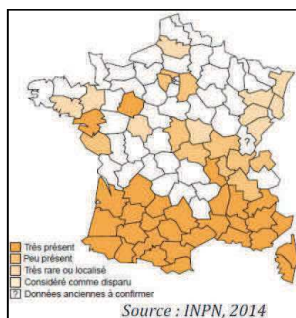 ?
Très présent
Peu présent
Très rare ou localisé
Considéré comme disparu
? Données anciennes à confirmer
Source : INPN, 2014